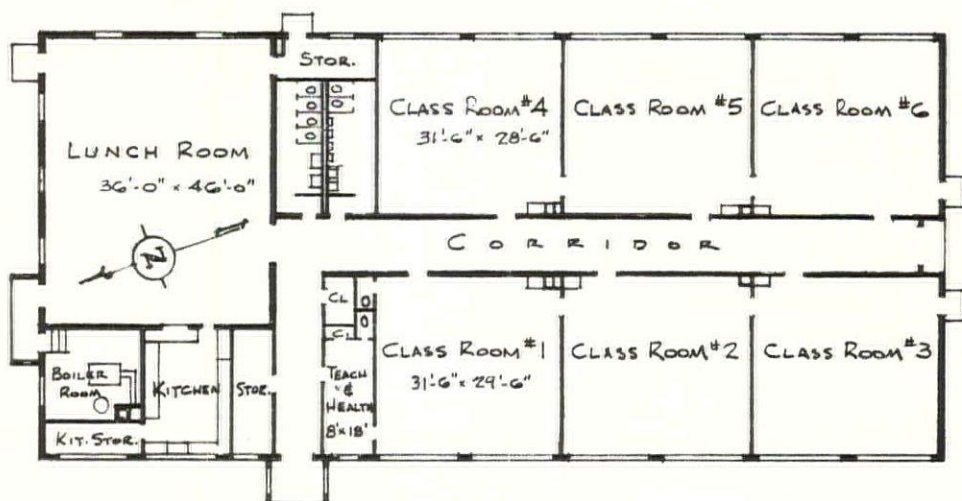 STOR.
CLASS ROOM #4
31'-6" × 28'-6"
CLASS ROOM #5
CLASS ROOM #6
LUNCH ROOM
36'-0" × 46'-0"
N
CORRIDOR
CL
CL
BOILER
ROOM
KITCHEN
STOR.
KIT. STOR.
TEACH
&
HEALTH
8'×18'
CLASS ROOM #1
31'-6" × 29'-6"
CLASS ROOM #2
CLASS ROOM #3